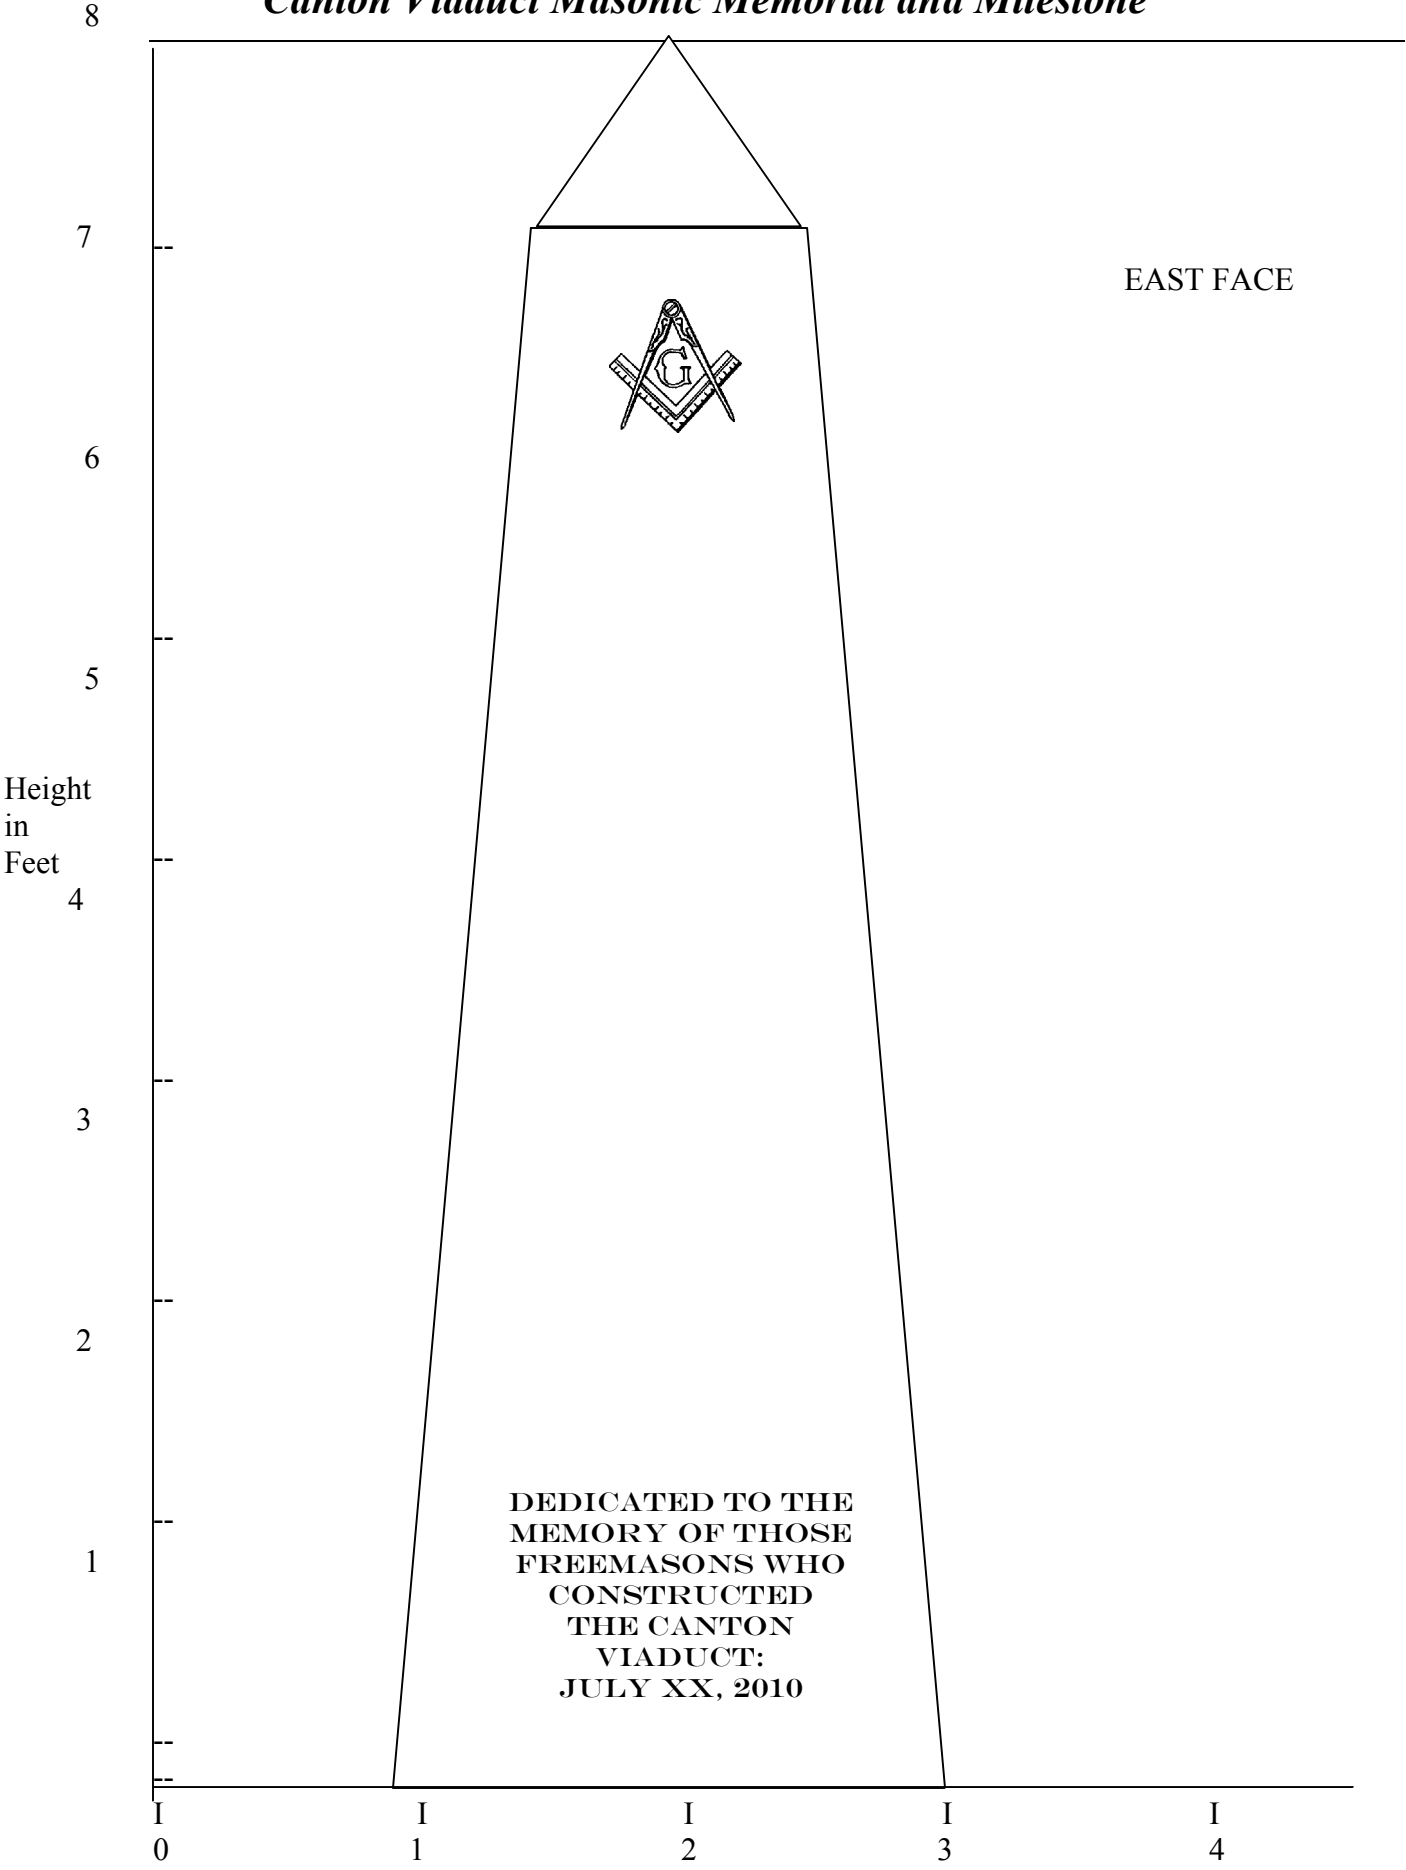 Canton Viaduct Masonic Memorial and Milestone
8
7
--
EAST FACE
G
6
--
5
Height
in
Feet
--
4
--
3
--
2
--
1
DEDICATED TO THE
MEMORY OF THOSE
FREEMASONS WHO
CONSTRUCTED
THE CANTON
VIADUCT:
JULY XX, 2010
--
--
I I I I I
0 1 2 3 4